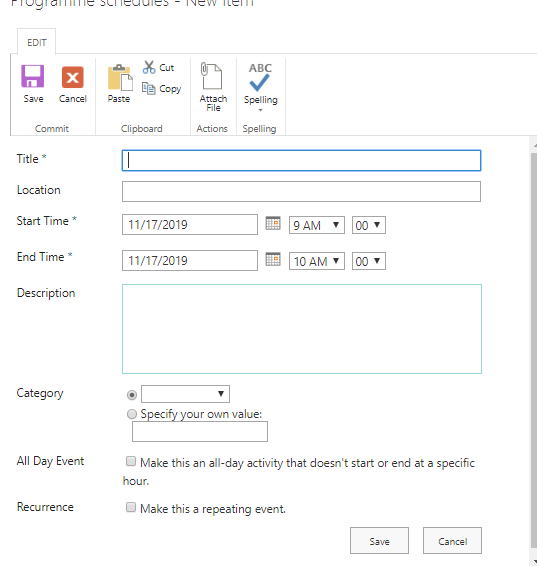 Programme schedules - New Item
EDIT
Save
Cancel
Paste
Cut
Copy
Attach
File
ABC
Spelling
Commit
Clipboard
Actions
Spelling
Title *
Location
Start Time *
11/17/2019
9 AM
00
End Time *
11/17/2019
10 AM
00
Description
Category
Specify your own value:
All Day Event
Make this an all-day activity that doesn't start or end at a specific
hour.
Recurrence
Make this a repeating event.
Save
Cancel